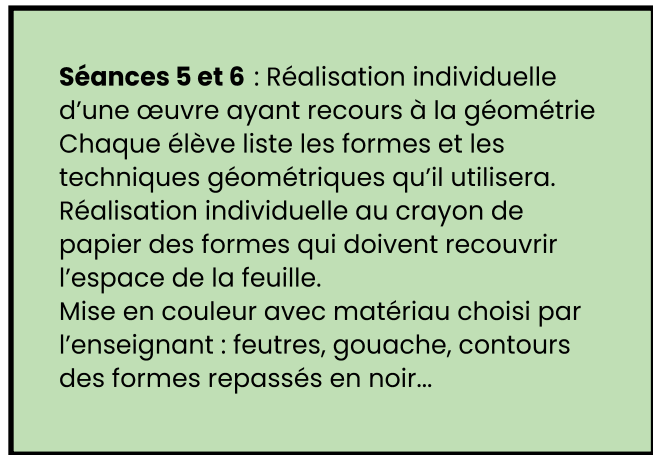 Séances 5 et 6 : Réalisation individuelle
d’une œuvre ayant recours à la géométrie
Chaque élève liste les formes et les
techniques géométriques qu’il utilisera.
Réalisation individuelle au crayon de
papier des formes qui doivent recouvrir
l’espace de la feuille.
Mise en couleur avec matériau choisi par
l’enseignant : feutres, gouache, contours
des formes repassés en noir...